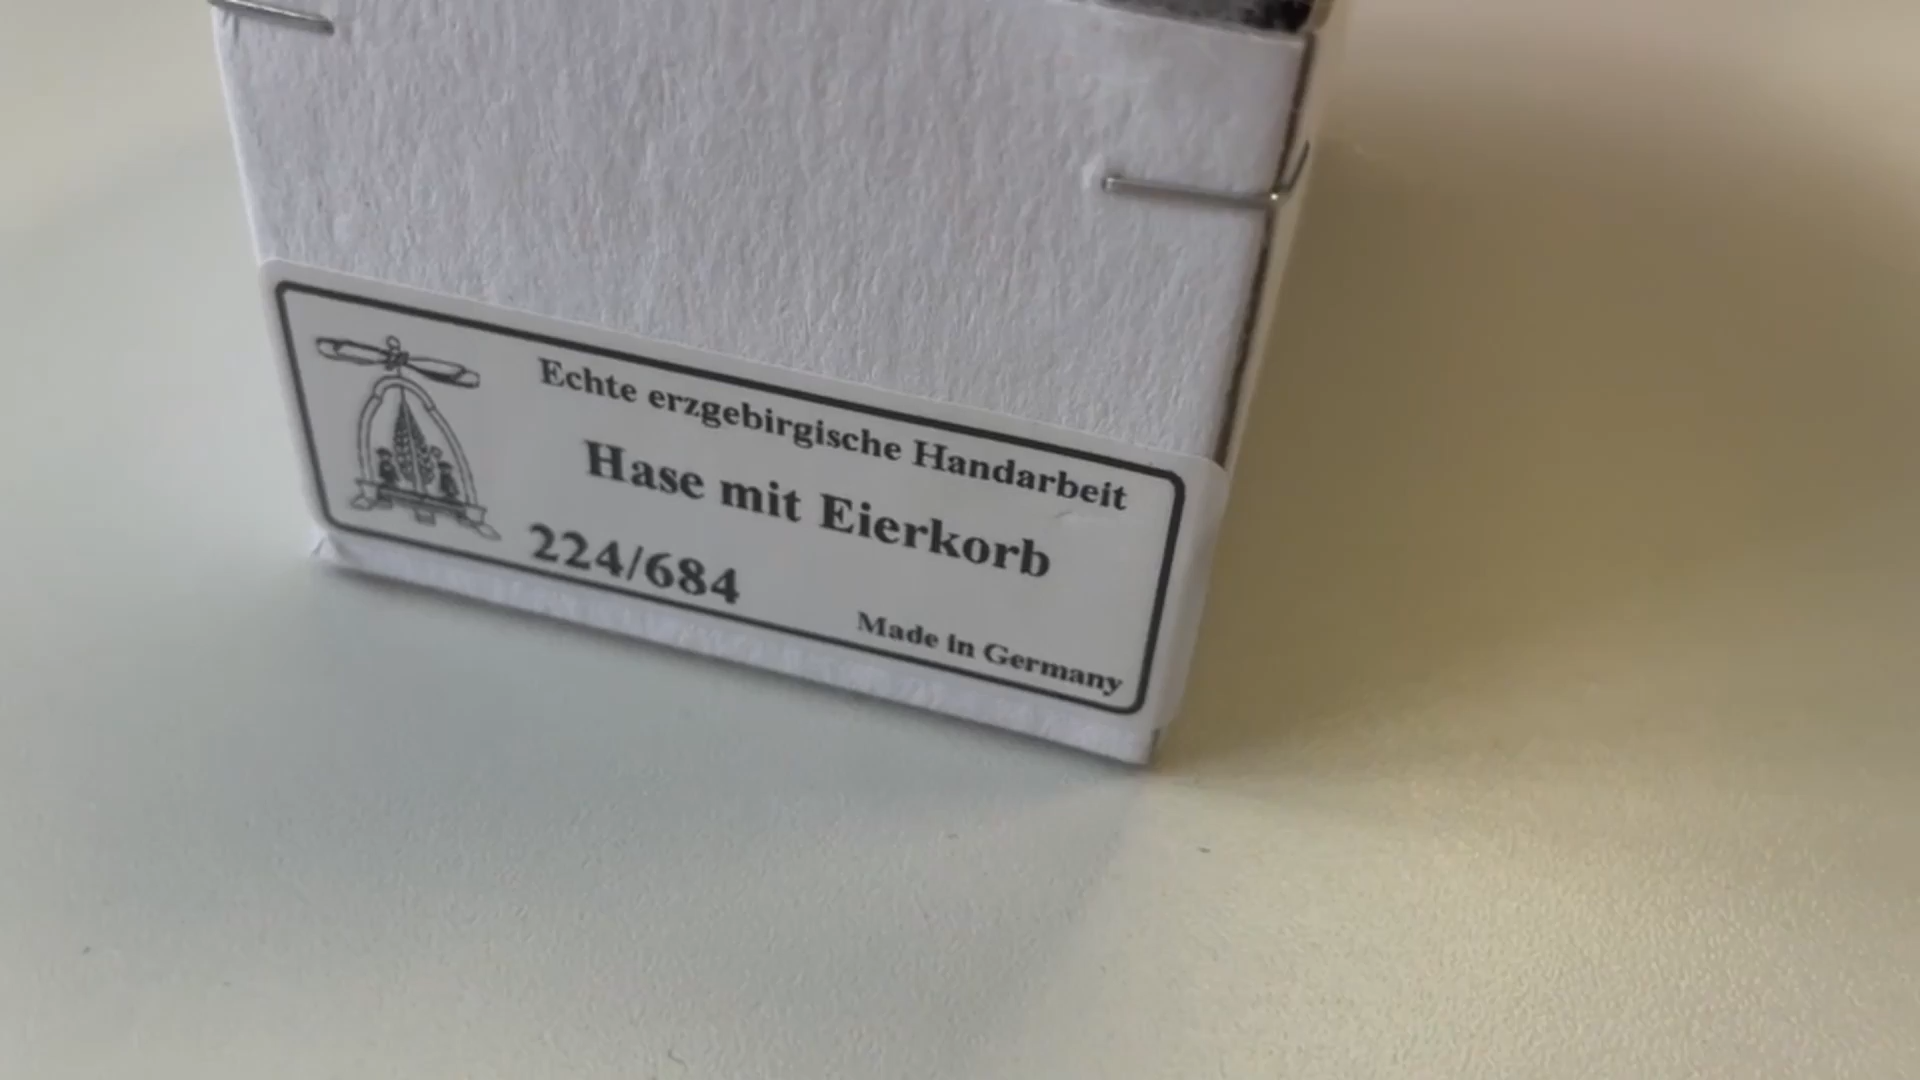 Echte erzgebirgische Handarbeit
Hase mit Eierkorb
224/684
Made in Germany